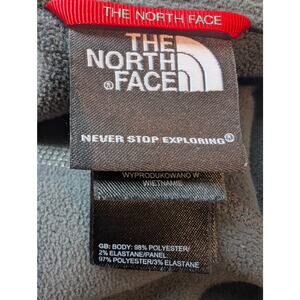 THE NORTH FACE
THE
NORTH
FACE®
NEVER STOP EXPLORING®
WYPRODUKOWANO W
WIETNAMIE
GB: BODY: 98% POLYESTER/
2% ELASTANE/PANEL:
97% POLYESTER/3% ELASTANE